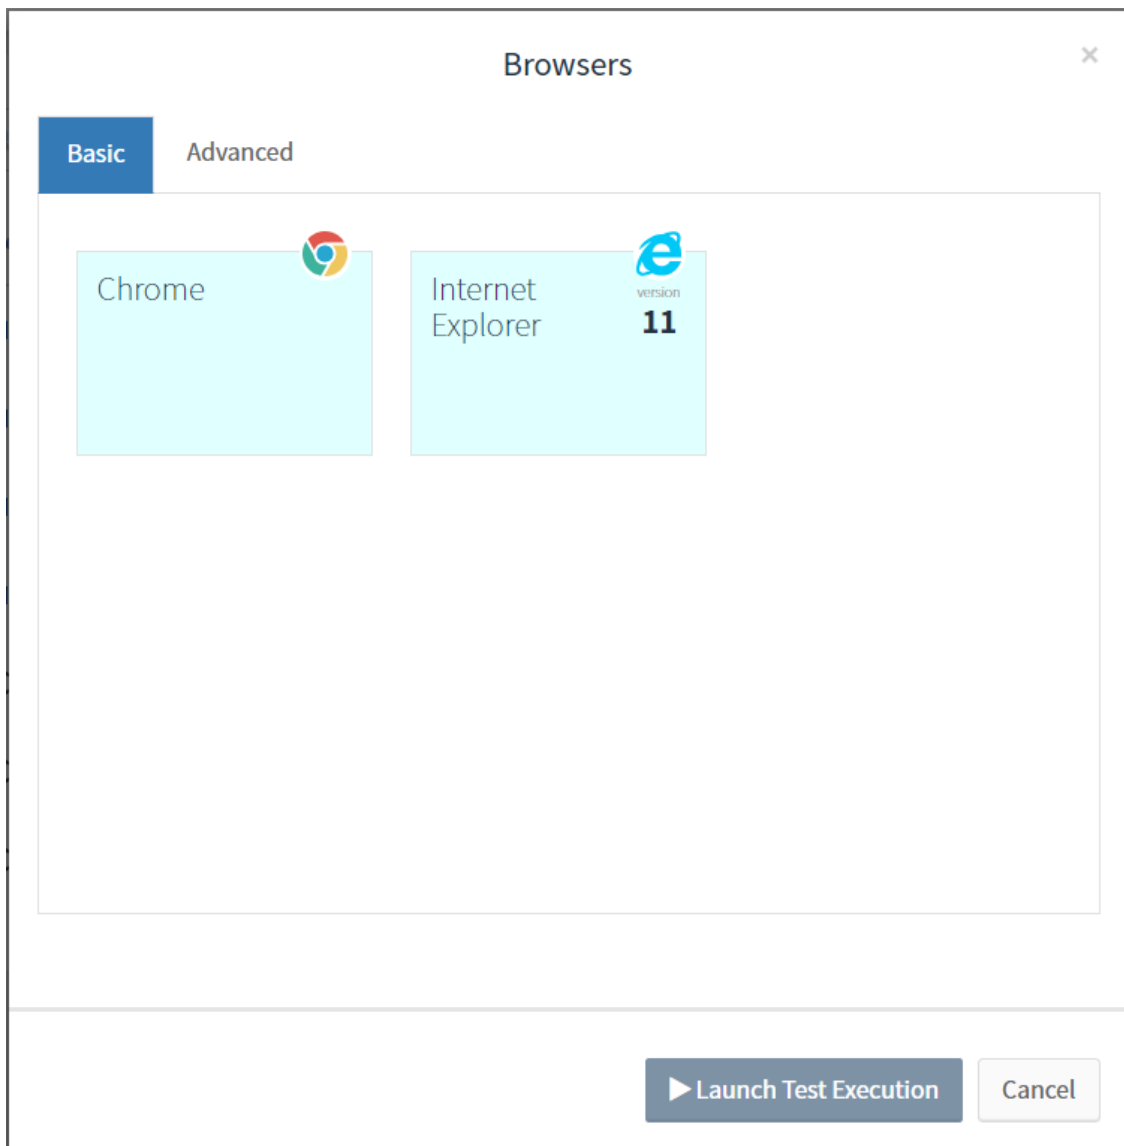 Browsers
×
Basic
Advanced
Chrome
Internet
Explorer
version
11
Launch Test Execution
Cancel